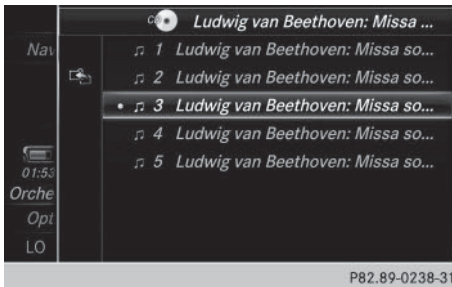 CD Ludwig van Beethoven: Missa ...
Nav
1 Ludwig van Beethoven: Missa so...
2 Ludwig van Beethoven: Missa so...
3 Ludwig van Beethoven: Missa so...
4 Ludwig van Beethoven: Missa so...
5 Ludwig van Beethoven: Missa so...
01:53
Orche
Opt
LO
P82.89-0238-31